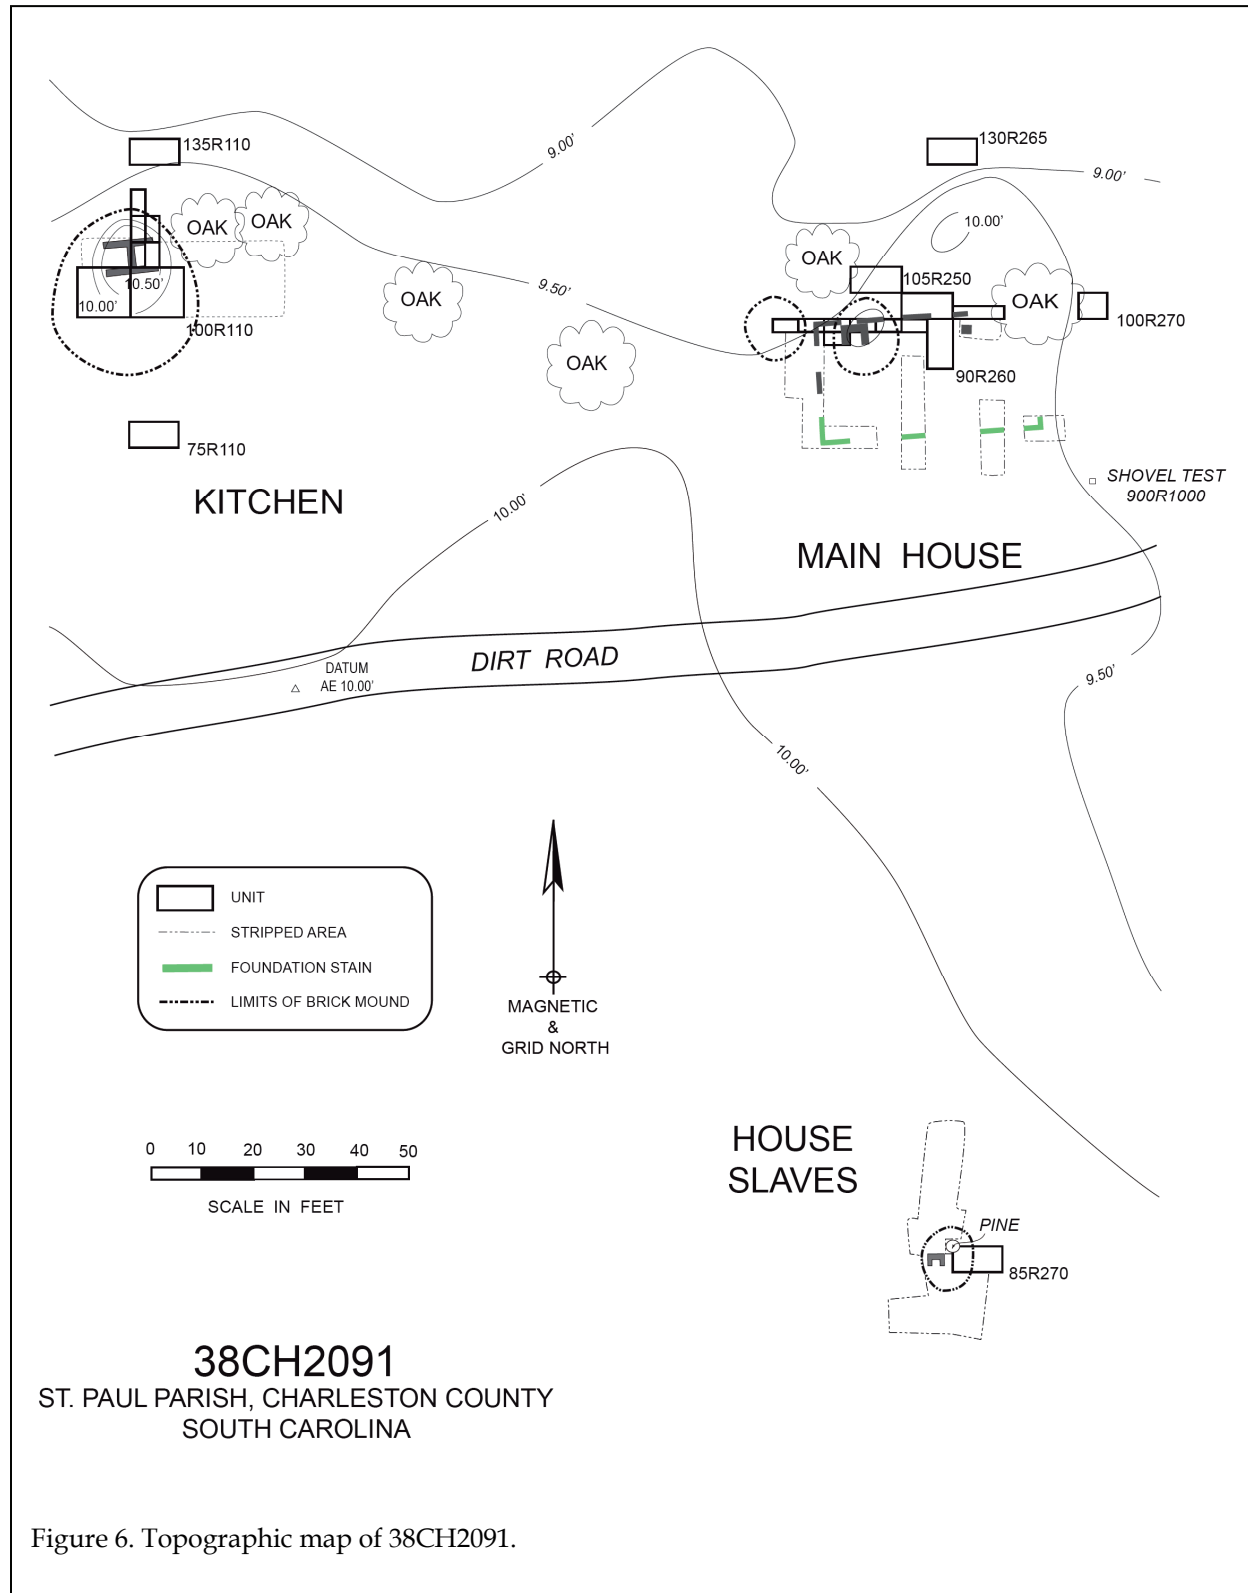 135R110
130R265
9.00'
9.00'
OAK
OAK
10.00'
OAK
105R250
10.50'
9.50'
OAK
OAK
10.00'
100R110
100R270
OAK
90R260
75R110
SHOVEL TEST
900R1000
KITCHEN
10.00'
MAIN HOUSE
DIRT ROAD
DATUM
AE 10.00'
9.50'
10.00'
UNIT
STRIPPED AREA
FOUNDATION STAIN
LIMITS OF BRICK MOUND
MAGNETIC
&
GRID NORTH
0 10 20 30 40 50
SCALE IN FEET
HOUSE
SLAVES
PINE
85R270
38CH2091
ST. PAUL PARISH, CHARLESTON COUNTY
SOUTH CAROLINA
Figure 6. Topographic map of 38CH2091.